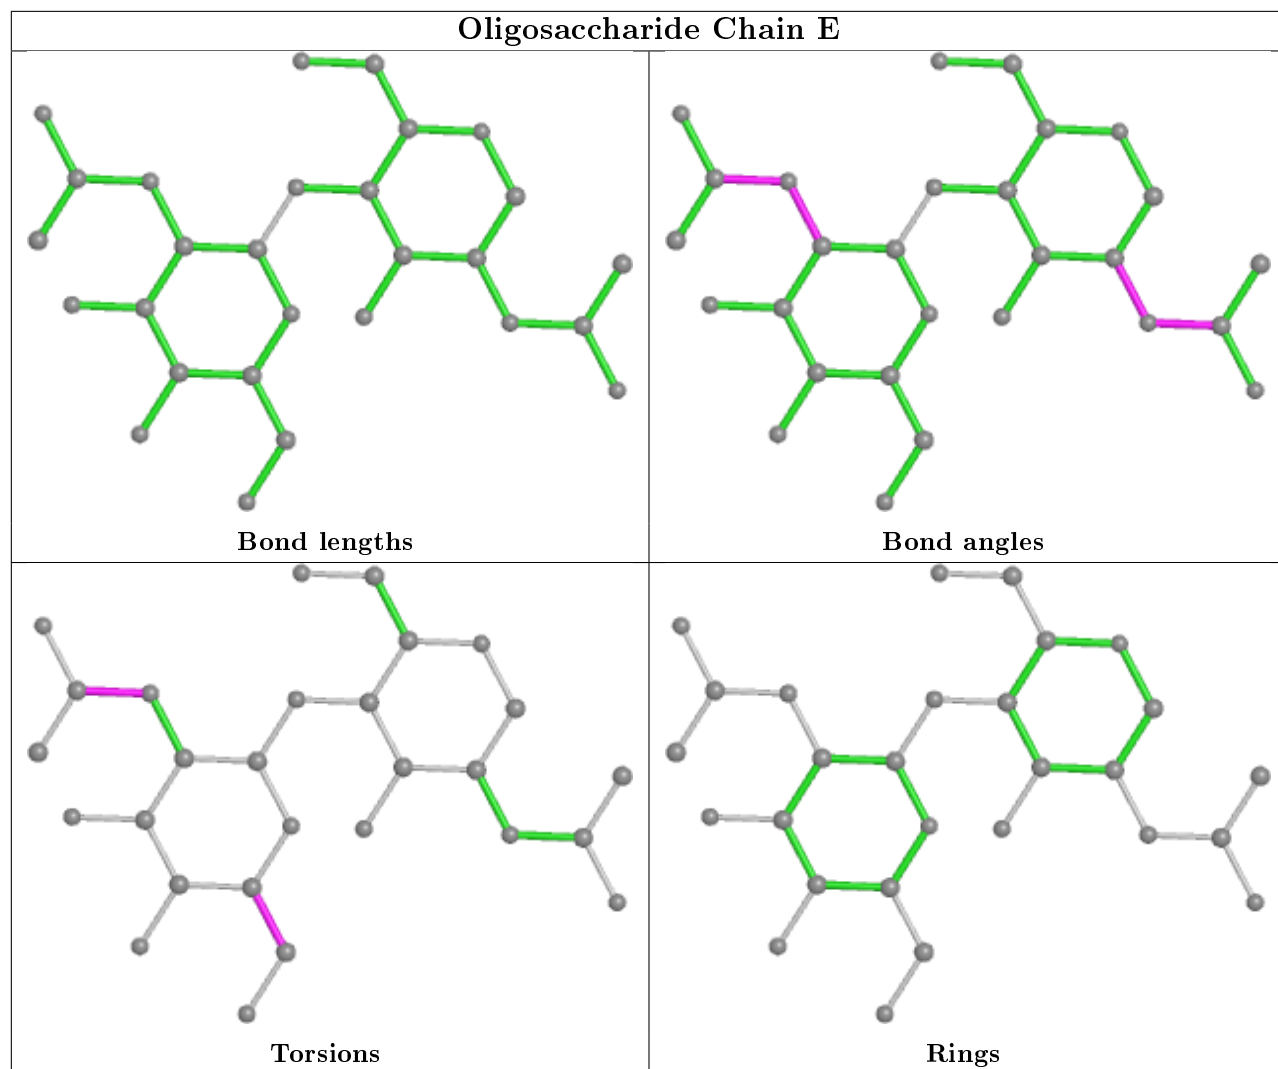 Oligosaccharide Chain E
Bond lengths
Bond angles
Torsions
Rings